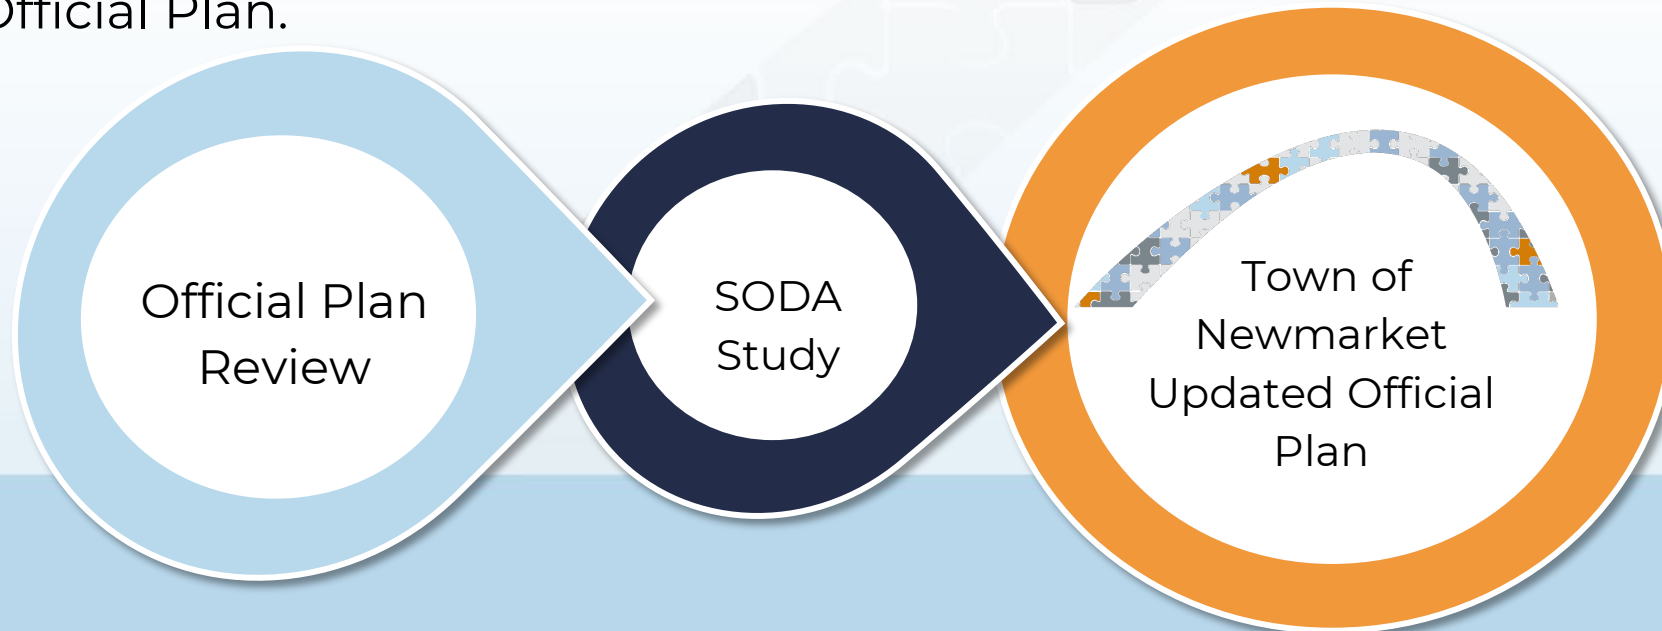 Official Plan.
Official Plan
Review
SODA
Study
Town of
Newmarket
Updated Official
Plan